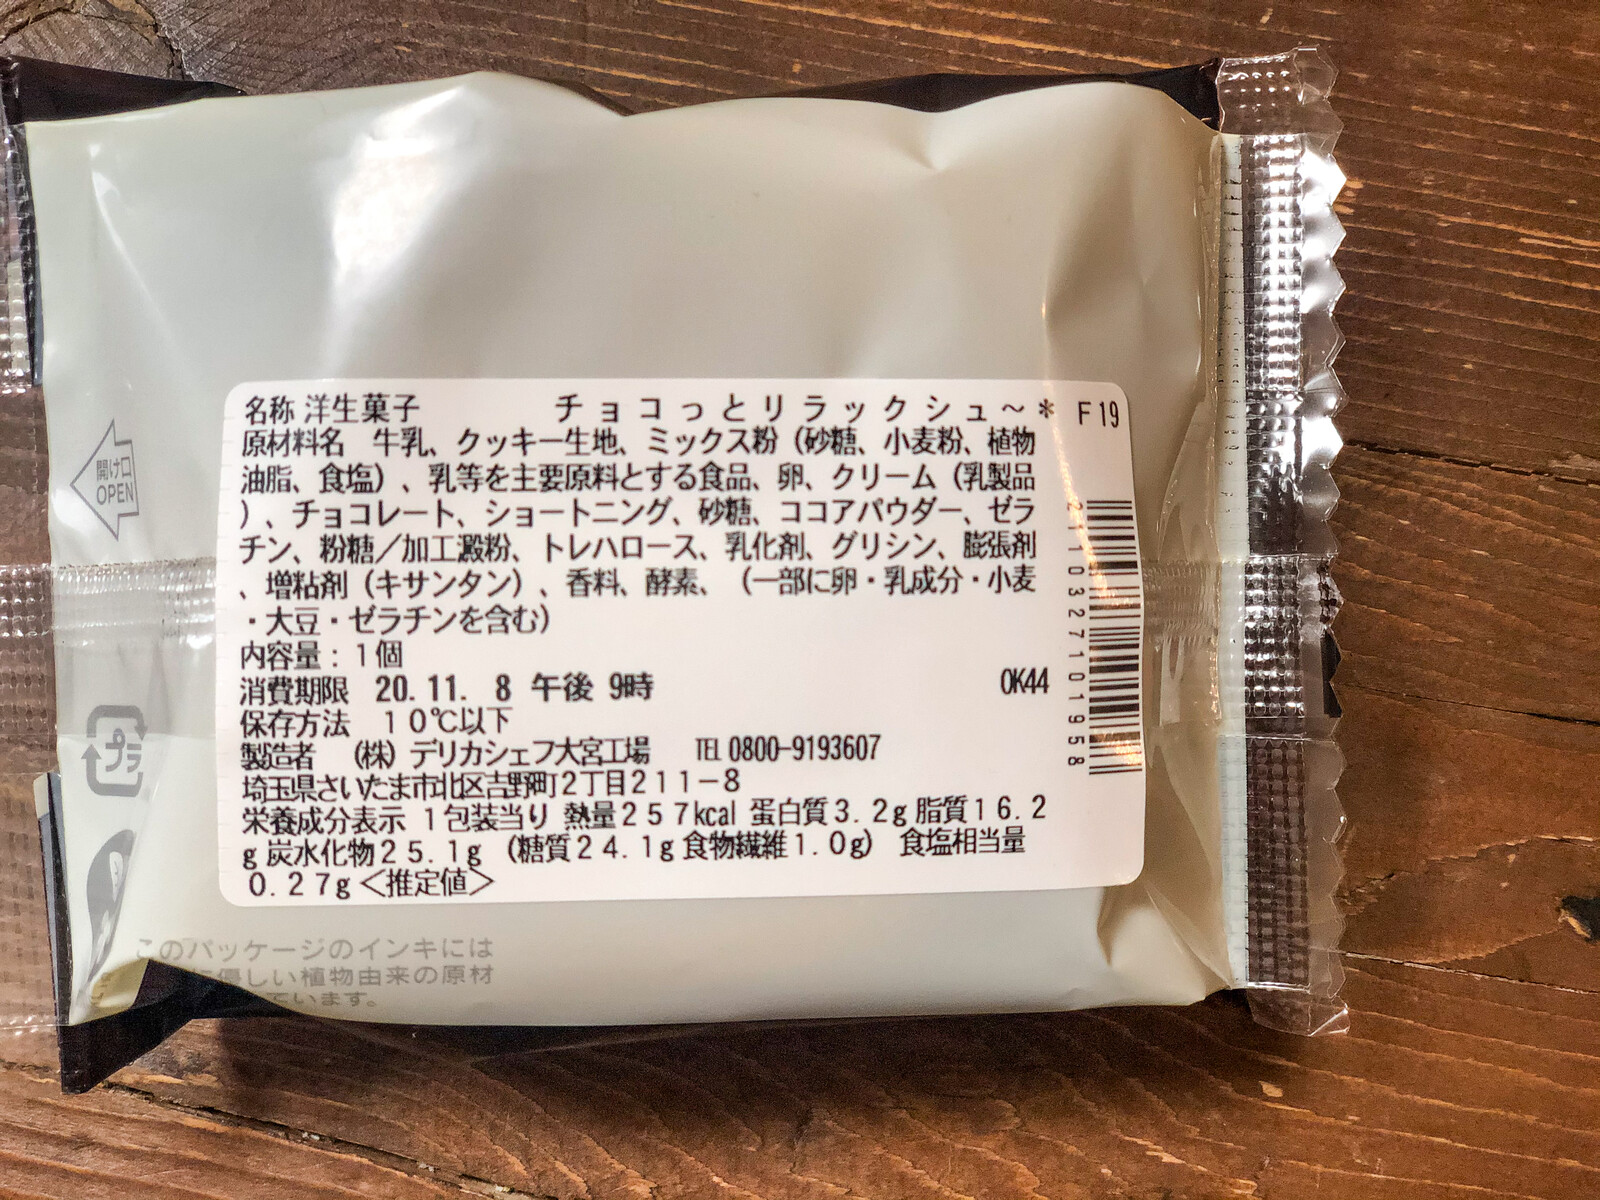 名称 洋生菓子 チョコっとリラックシュ～＊ F19
原材料名 牛乳、クッキー生地、ミックス粉（砂糖、小麦粉、植物
油脂、食塩）、乳等を主要原料とする食品、卵、クリーム（乳製品
）、チョコレート、ショートニング、砂糖、ココアパウダー、ゼラ
チン、粉糖／加工澱粉、トレハロース、乳化剤、グリシン、膨張剤
、増粘剤（キサンタン）、香料、酵素、（一部に卵・乳成分・小麦
・大豆・ゼラチンを含む）
内容量：１個
消費期限 20.11. 8 午後 9時 OK44
保存方法 １０℃以下
製造者 （株）デリカシェフ大宮工場 TEL 0800-9193607
埼玉県さいたま市北区吉野町２丁目２１１－８
栄養成分表示 １包装当り 熱量２５７kcal 蛋白質３.２g 脂質１６.２
g 炭水化物２５.１g （糖質２４.１g 食物繊維１.０g） 食塩相当量
０.２７g＜推定値＞
210327101958
開け口
OPEN
プラ
このパッケージのインキには
優しい植物由来の原材
います。